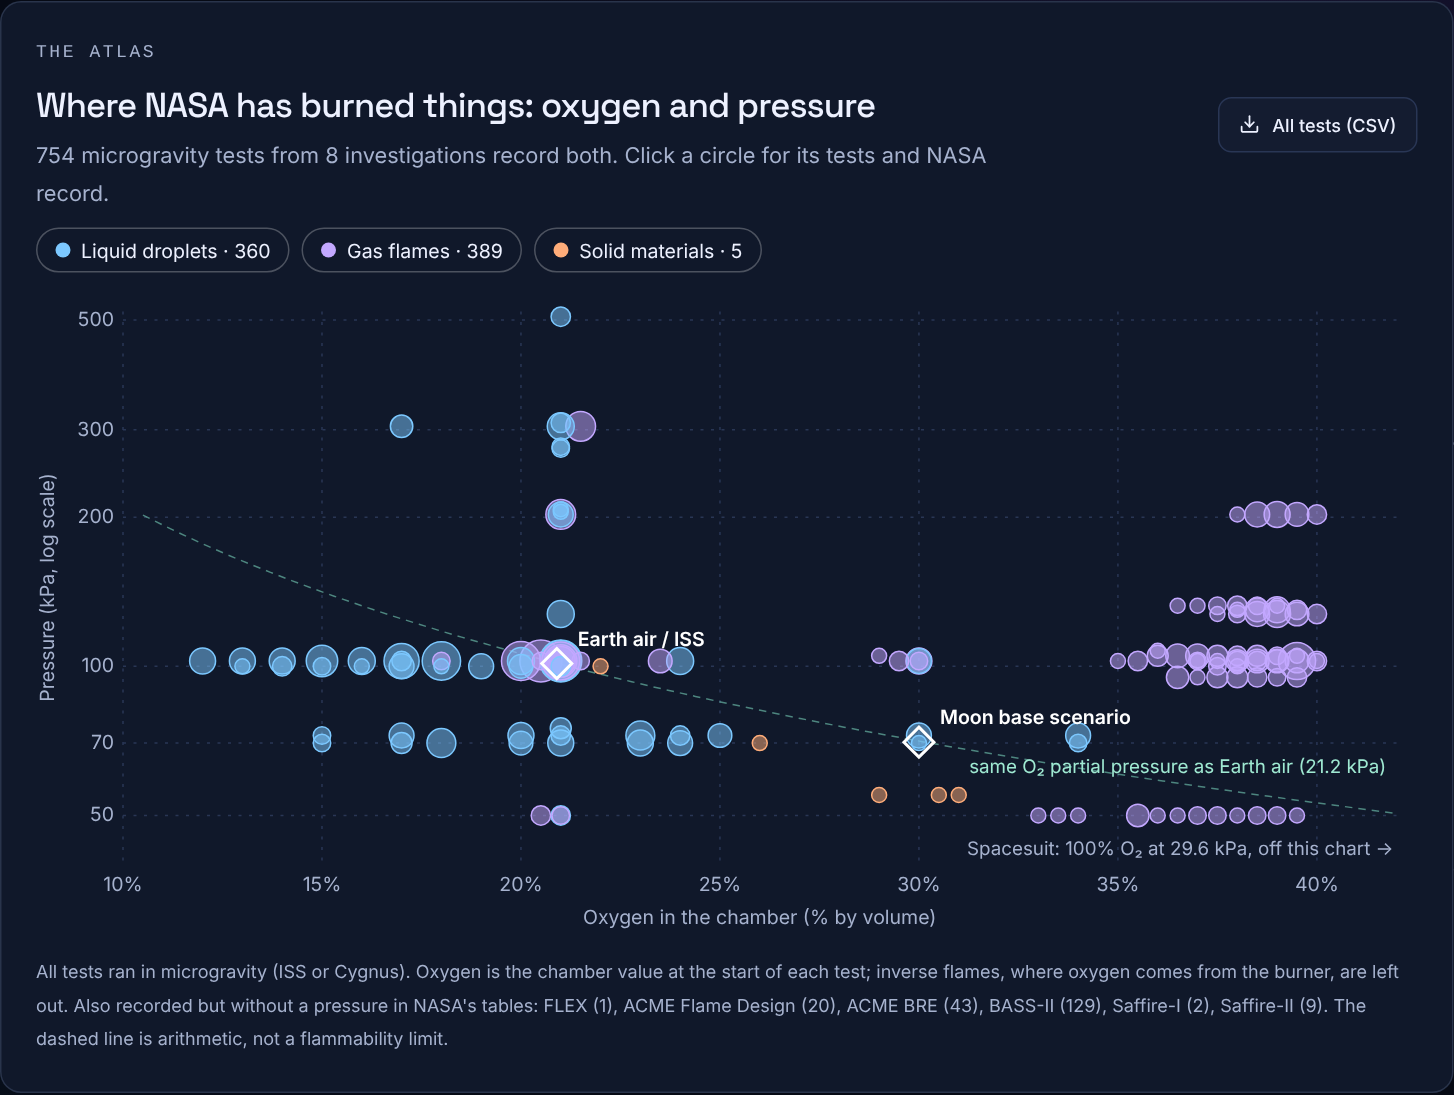 THE ATLAS
Where NASA has burned things: oxygen and pressure
754 microgravity tests from 8 investigations record both. Click a circle for its tests and NASA
record.
All tests (CSV)
Liquid droplets · 360
Gas flames · 389
Solid materials · 5
Pressure (kPa, log scale)
500
300
200
100
70
50
Earth air / ISS
Moon base scenario
same O₂ partial pressure as Earth air (21.2 kPa)
Spacesuit: 100% O₂ at 29.6 kPa, off this chart →
10%
15%
20%
25%
30%
35%
40%
Oxygen in the chamber (% by volume)
All tests ran in microgravity (ISS or Cygnus). Oxygen is the chamber value at the start of each test; inverse flames, where oxygen comes from the burner, are left
out. Also recorded but without a pressure in NASA's tables: FLEX (1), ACME Flame Design (20), ACME BRE (43), BASS-II (129), Saffire-I (2), Saffire-II (9). The
dashed line is arithmetic, not a flammability limit.